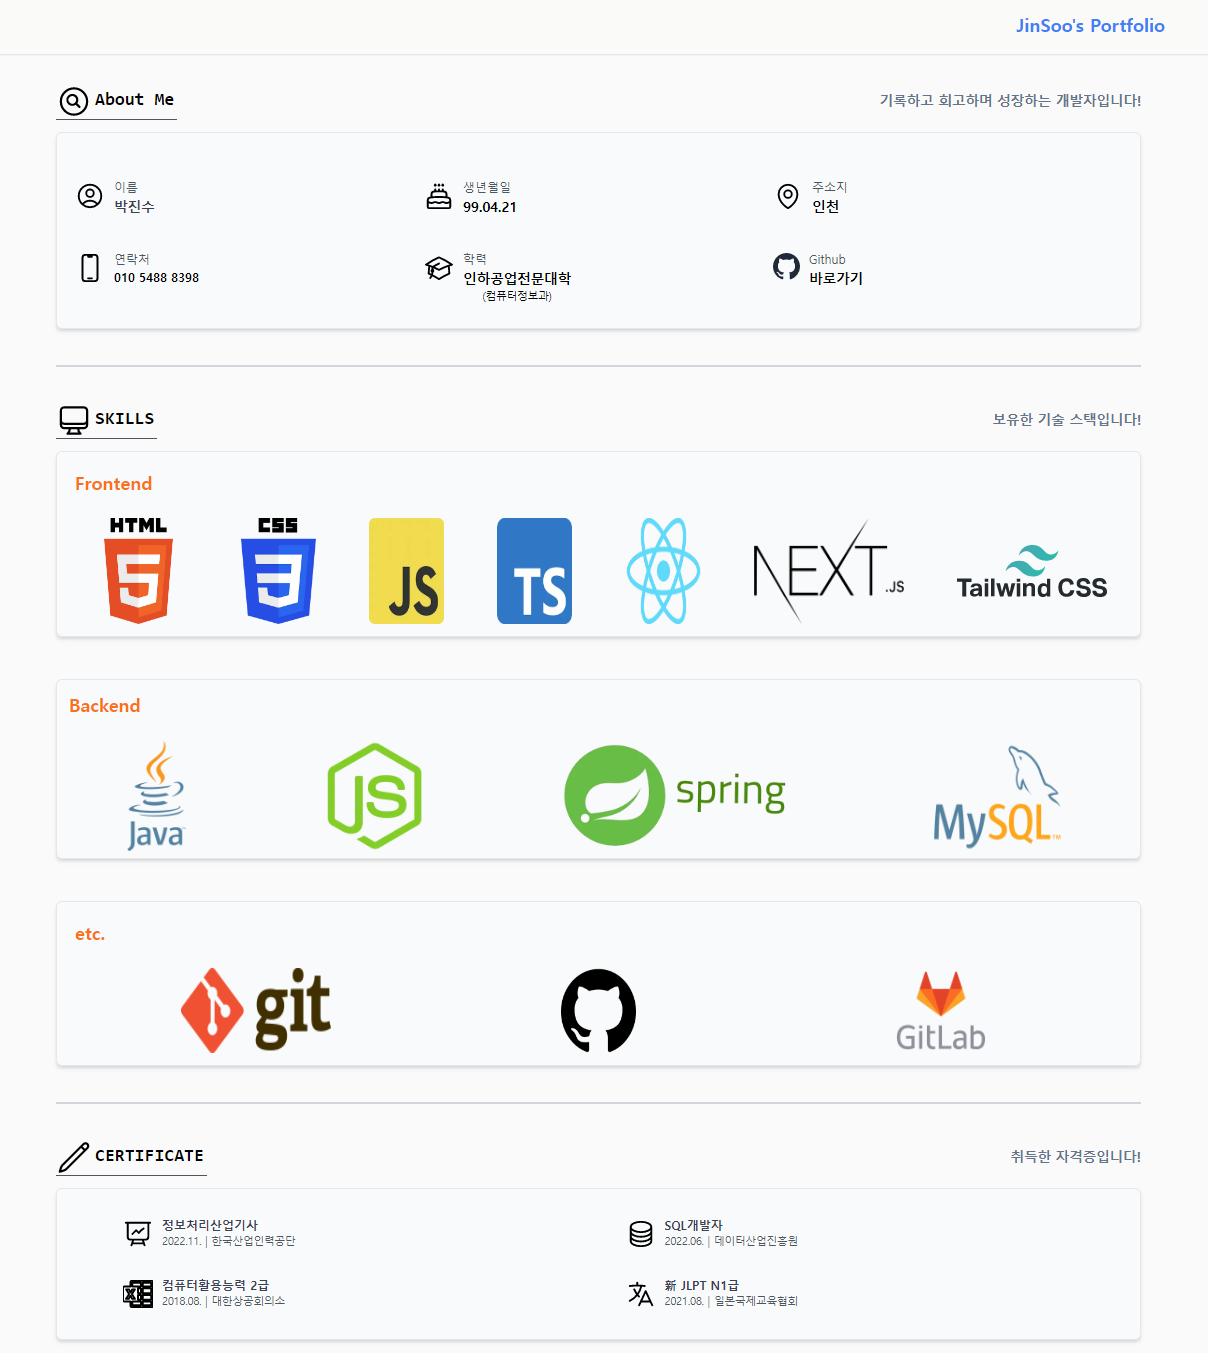 JinSoo's Portfolio
About Me
기록하고 회고하며 성장하는 개발자입니다!
이름
박진수
생년월일
99.04.21
주소지
인천
연락처
010 5488 8398
학력
인하공업전문대학
(컴퓨터정보과)
Github
바로가기
SKILLS
보유한 기술 스택입니다!
Frontend
HTML
5
CSS
3
JS
TS
NEXT.JS
Tailwind CSS
Backend
Java
JS
spring
MySQL™
etc.
git
GitLab
CERTIFICATE
취득한 자격증입니다!
정보처리산업기사
2022.11. | 한국산업인력공단
SQL개발자
2022.06. | 데이터산업진흥원
컴퓨터활용능력 2급
2018.08. | 대한상공회의소
新 JLPT N1급
2021.08. | 일본국제교육협회